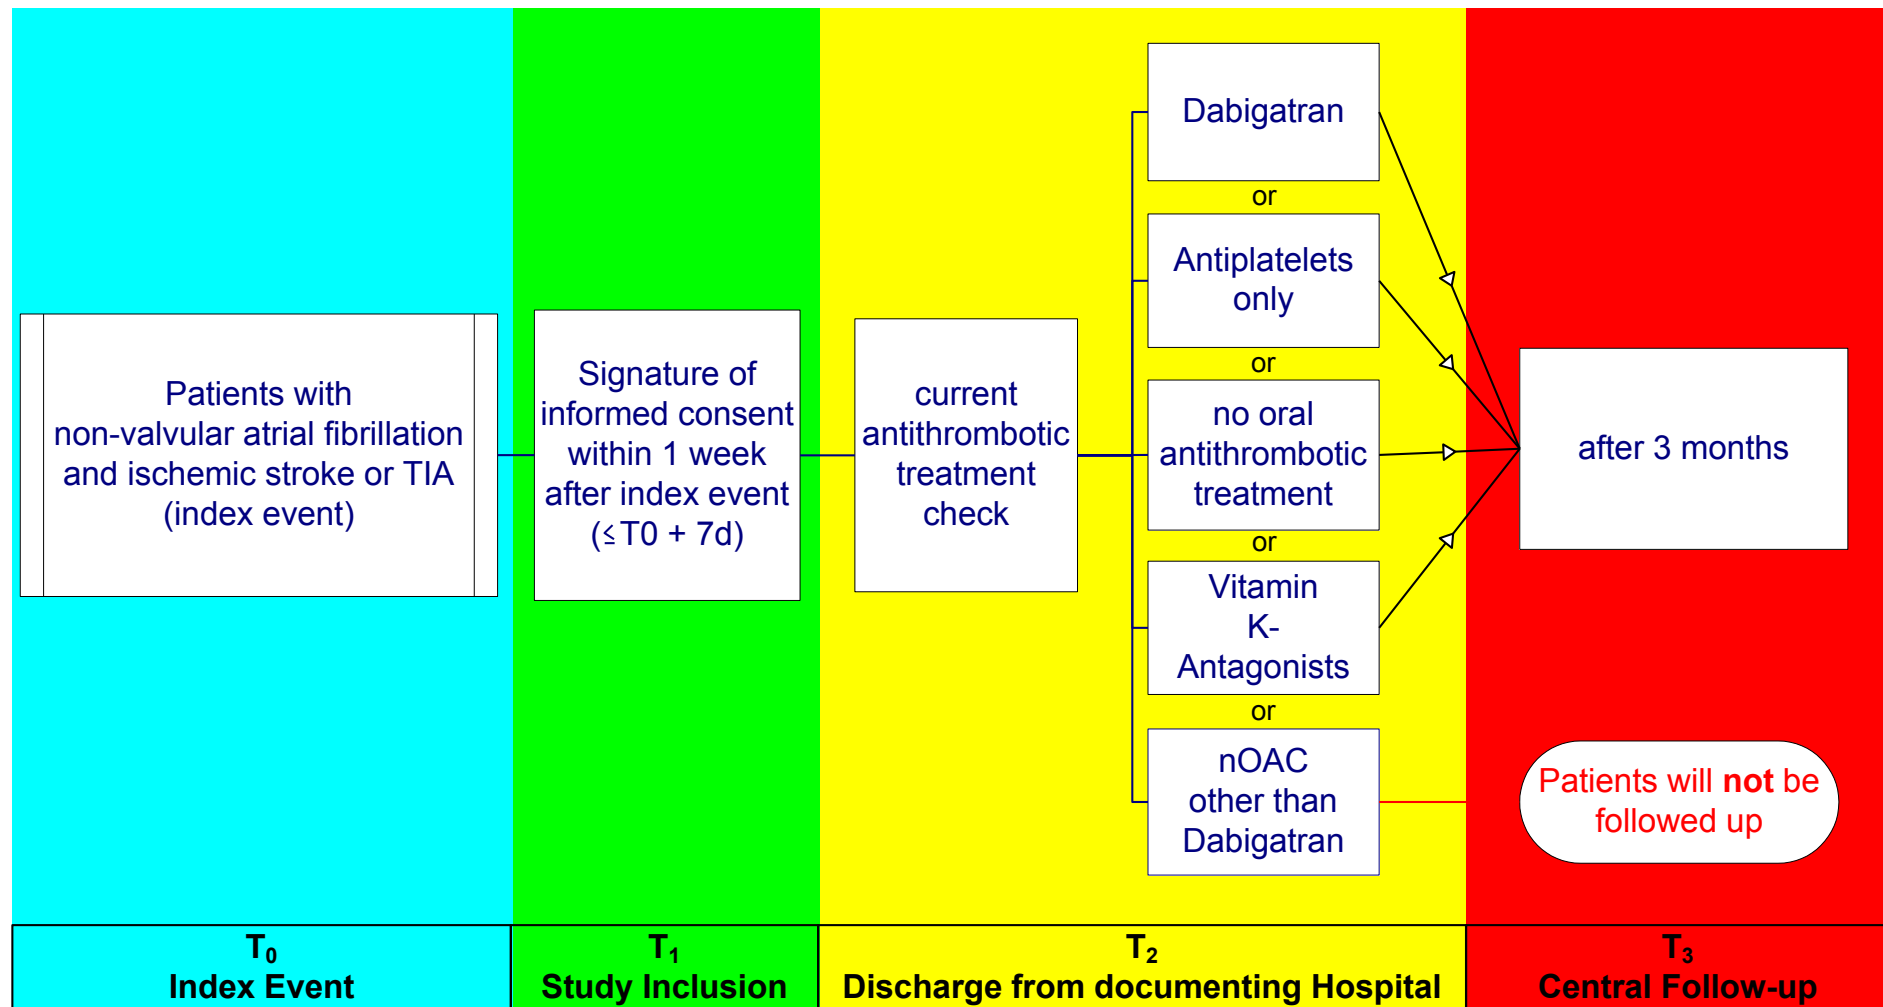 Patients with
non-valvular atrial fibrillation
and ischemic stroke or TIA
(index event)
Signature of
informed consent
within 1 week
after index event
(≤T0 + 7d)
current
antithrombotic
treatment
check
Dabigatran
or
Antiplatelets
only
or
no oral
antithrombotic
treatment
or
Vitamin
K-
Antagonists
or
nOAC
other than
Dabigatran
after 3 months
Patients will not be
followed up
T₀
Index Event
T₁
Study Inclusion
T₂
Discharge from documenting Hospital
T₃
Central Follow-up